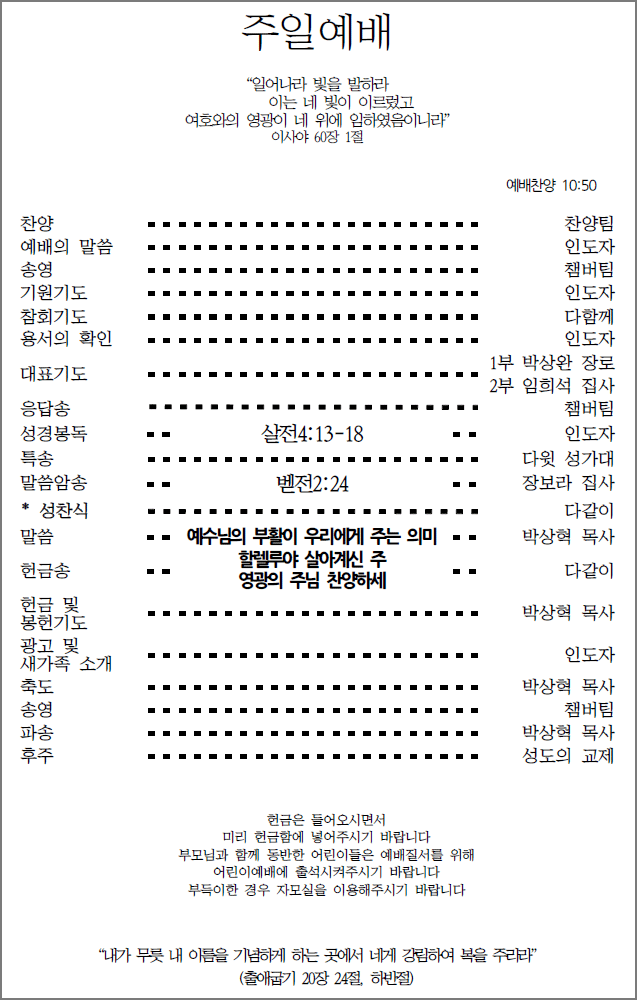 주일예배
“일어나라 빛을 발하라
이는 네 빛이 이르렀고
여호와의 영광이 네 위에 임하였음이니라”
이사야 60장 1절
예배찬양 10:50
찬양 찬양팀
예배의 말씀 인도자
송영 챔버팀
기원기도 인도자
참회기도 다함께
용서의 확인 인도자
대표기도 1부 박상완 장로
2부 임희석 집사
응답송 챔버팀
성경봉독 살전4:13-18 인도자
특송 다윗 성가대
말씀암송 벧전2:24 장보라 집사
* 성찬식 다같이
말씀 예수님의 부활이 우리에게 주는 의미 박상혁 목사
헌금송 할렐루야 살아계신 주 다같이
영광의 주님 찬양하세
헌금 및
봉헌기도 박상혁 목사
광고 및
새가족 소개 인도자
축도 박상혁 목사
송영 챔버팀
파송 박상혁 목사
후주 성도의 교제
헌금은 들어오시면서
미리 헌금함에 넣어주시기 바랍니다
부모님과 함께 동반한 어린이들은 예배질서를 위해
어린이예배에 출석시켜주시기 바랍니다
부득이한 경우 자모실을 이용해주시기 바랍니다
“내가 무릇 내 이름을 기념하게 하는 곳에서 네게 강림하여 복을 주리라”
(출애굽기 20장 24절, 하반절)